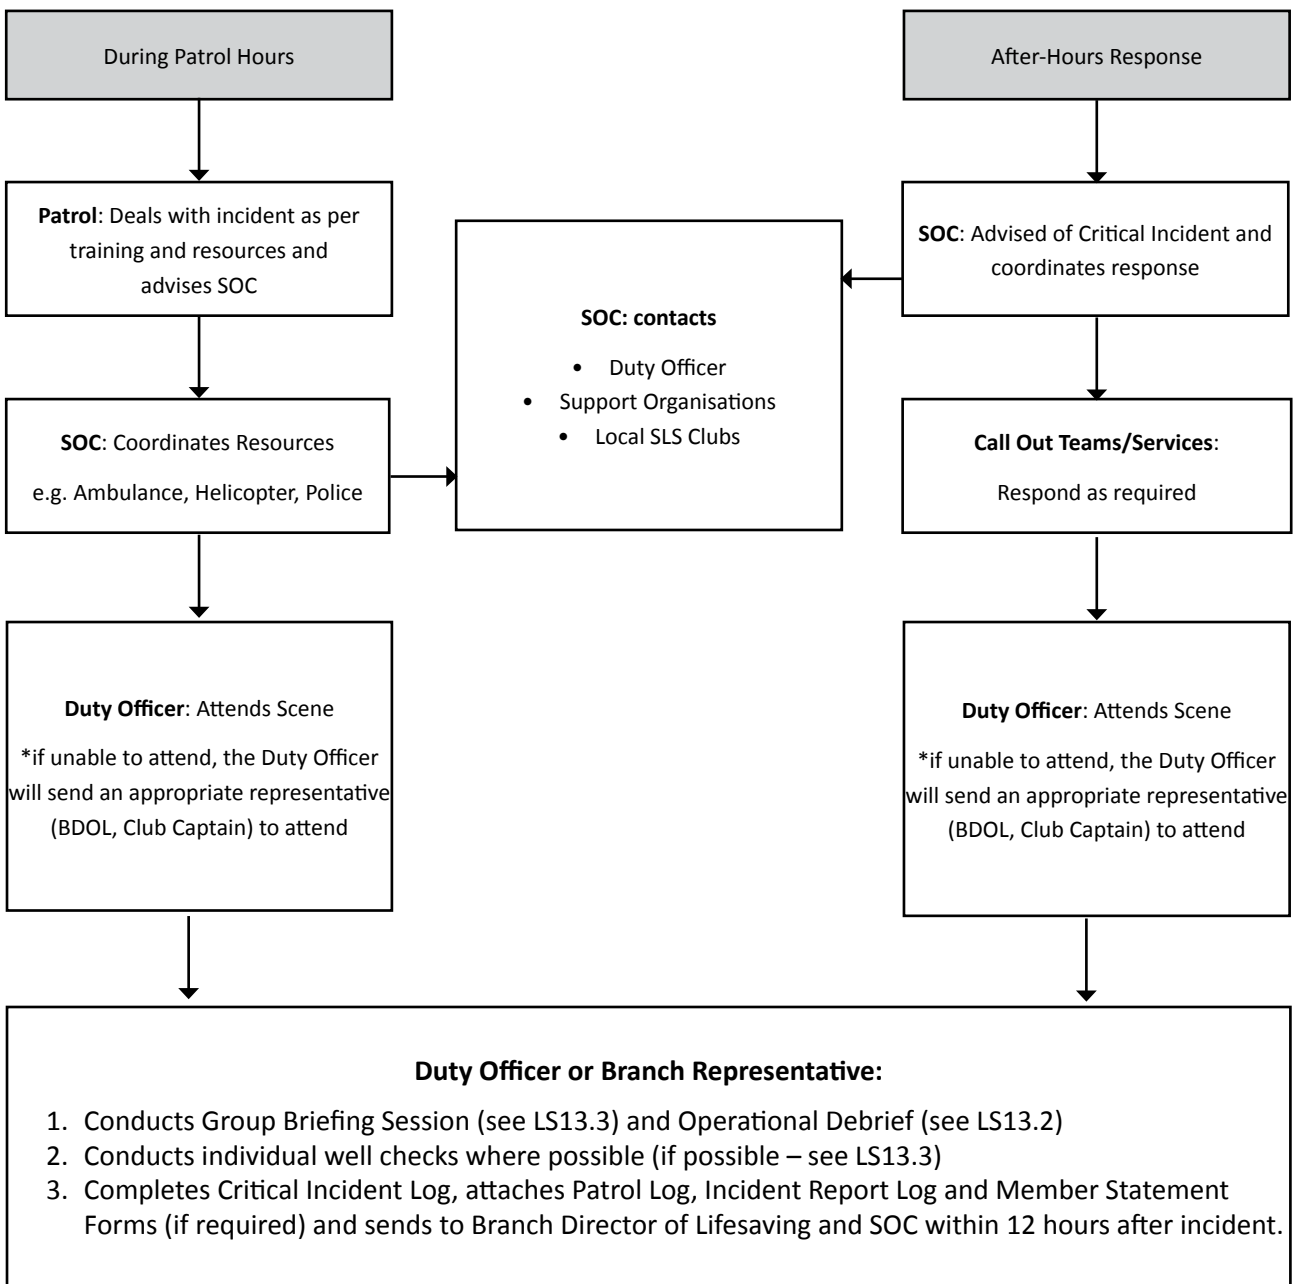 During Patrol Hours
After-Hours Response
Patrol: Deals with incident as per
training and resources and
advises SOC
SOC: Advised of Critical Incident and
coordinates response
SOC: contacts
• Duty Officer
• Support Organisations
• Local SLS Clubs
SOC: Coordinates Resources
e.g. Ambulance, Helicopter, Police
Call Out Teams/Services:
Respond as required
Duty Officer: Attends Scene
*if unable to attend, the Duty Officer
will send an appropriate representative
(BDOL, Club Captain) to attend
Duty Officer: Attends Scene
*if unable to attend, the Duty Officer
will send an appropriate representative
(BDOL, Club Captain) to attend
Duty Officer or Branch Representative:
1. Conducts Group Briefing Session (see LS13.3) and Operational Debrief (see LS13.2)
2. Conducts individual well checks where possible (if possible – see LS13.3)
3. Completes Critical Incident Log, attaches Patrol Log, Incident Report Log and Member Statement
Forms (if required) and sends to Branch Director of Lifesaving and SOC within 12 hours after incident.